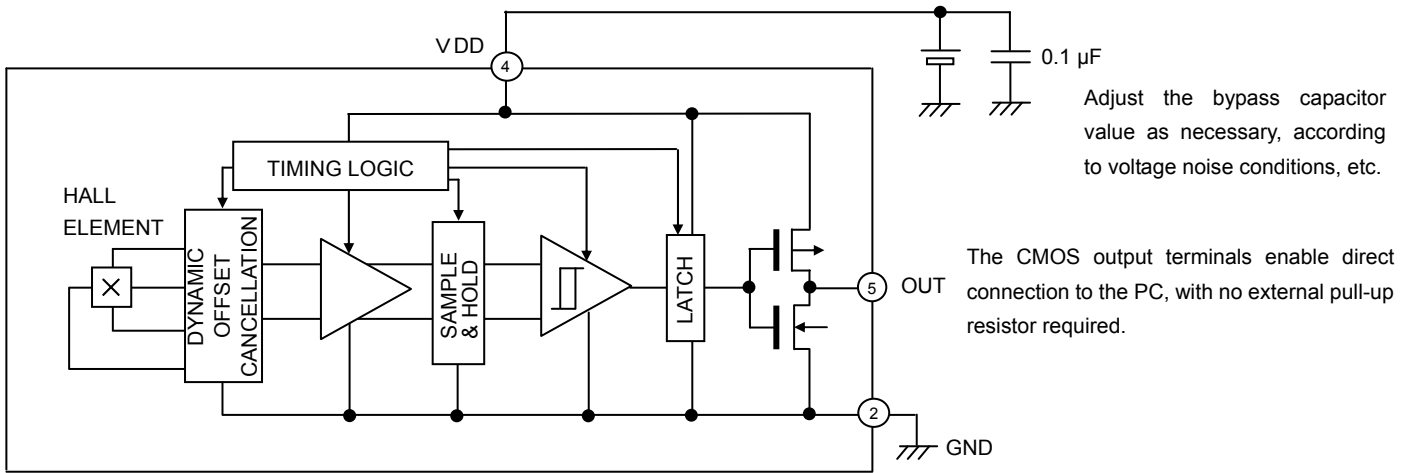 VDD
4
0.1 µF
Adjust the bypass capacitor
value as necessary, according
to voltage noise conditions, etc.
TIMING LOGIC
HALL
ELEMENT
DYNAMIC
OFFSET
CANCELLATION
SAMPLE
& HOLD
LATCH
5
OUT
The CMOS output terminals enable direct
connection to the PC, with no external pull-up
resistor required.
2
GND